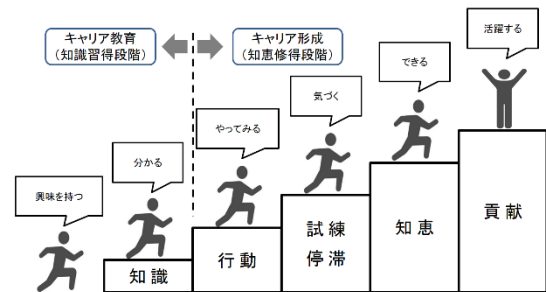 キャリア教育
（知識習得段階）
キャリア形成
（知恵修得段階）
興味を持つ
分かる
やってみる
気づく
できる
活躍する
知識
行動
試練
停滞
知恵
貢献